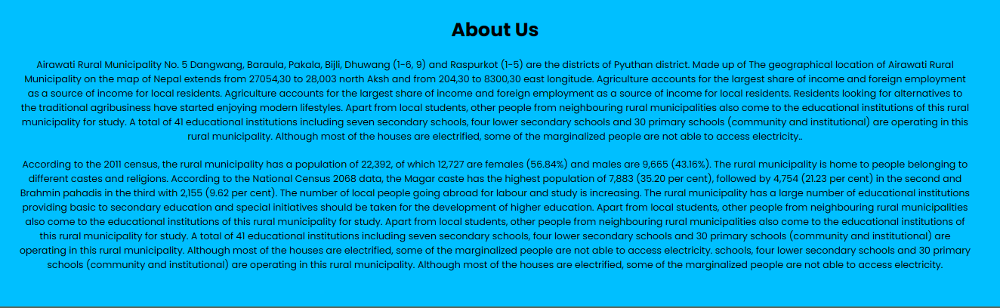 About Us
Airawati Rural Municipality No. 5 Dangwang, Baraula, Pakala, Bijli, Dhuwang (1-6, 9) and Raspurkot (1-5) are the districts of Pyuthan district. Made up of The geographical location of Airawati Rural
Municipality on the map of Nepal extends from 27054,30 to 28,003 north Aksh and from 204,30 to 8300,30 east longitude. Agriculture accounts for the largest share of income and foreign employment
as a source of income for local residents. Agriculture accounts for the largest share of income and foreign employment as a source of income for local residents. Residents looking for alternatives to
the traditional agribusiness have started enjoying modern lifestyles. Apart from local students, other people from neighbouring rural municipalities also come to the educational institutions of this rural
municipality for study. A total of 41 educational institutions including seven secondary schools, four lower secondary schools and 30 primary schools (community and institutional) are operating in this
rural municipality. Although most of the houses are electrified, some of the marginalized people are not able to access electricity..
According to the 2011 census, the rural municipality has a population of 22,392, of which 12,727 are females (56.84%) and males are 9,665 (43.16%). The rural municipality is home to people belonging to
different castes and religions. According to the National Census 2068 data, the Magar caste has the highest population of 7,883 (35.20 per cent), followed by 4,754 (21.23 per cent) in the second and
Brahmin pahadis in the third with 2,155 (9.62 per cent). The number of local people going abroad for labour and study is increasing. The rural municipality has a large number of educational institutions
providing basic to secondary education and special initiatives should be taken for the development of higher education. Apart from local students, other people from neighbouring rural municipalities
also come to the educational institutions of this rural municipality for study. Apart from local students, other people from neighbouring rural municipalities also come to the educational institutions of
this rural municipality for study. A total of 41 educational institutions including seven secondary schools, four lower secondary schools and 30 primary schools (community and institutional) are
operating in this rural municipality. Although most of the houses are electrified, some of the marginalized people are not able to access electricity. schools, four lower secondary schools and 30 primary
schools (community and institutional) are operating in this rural municipality. Although most of the houses are electrified, some of the marginalized people are not able to access electricity.